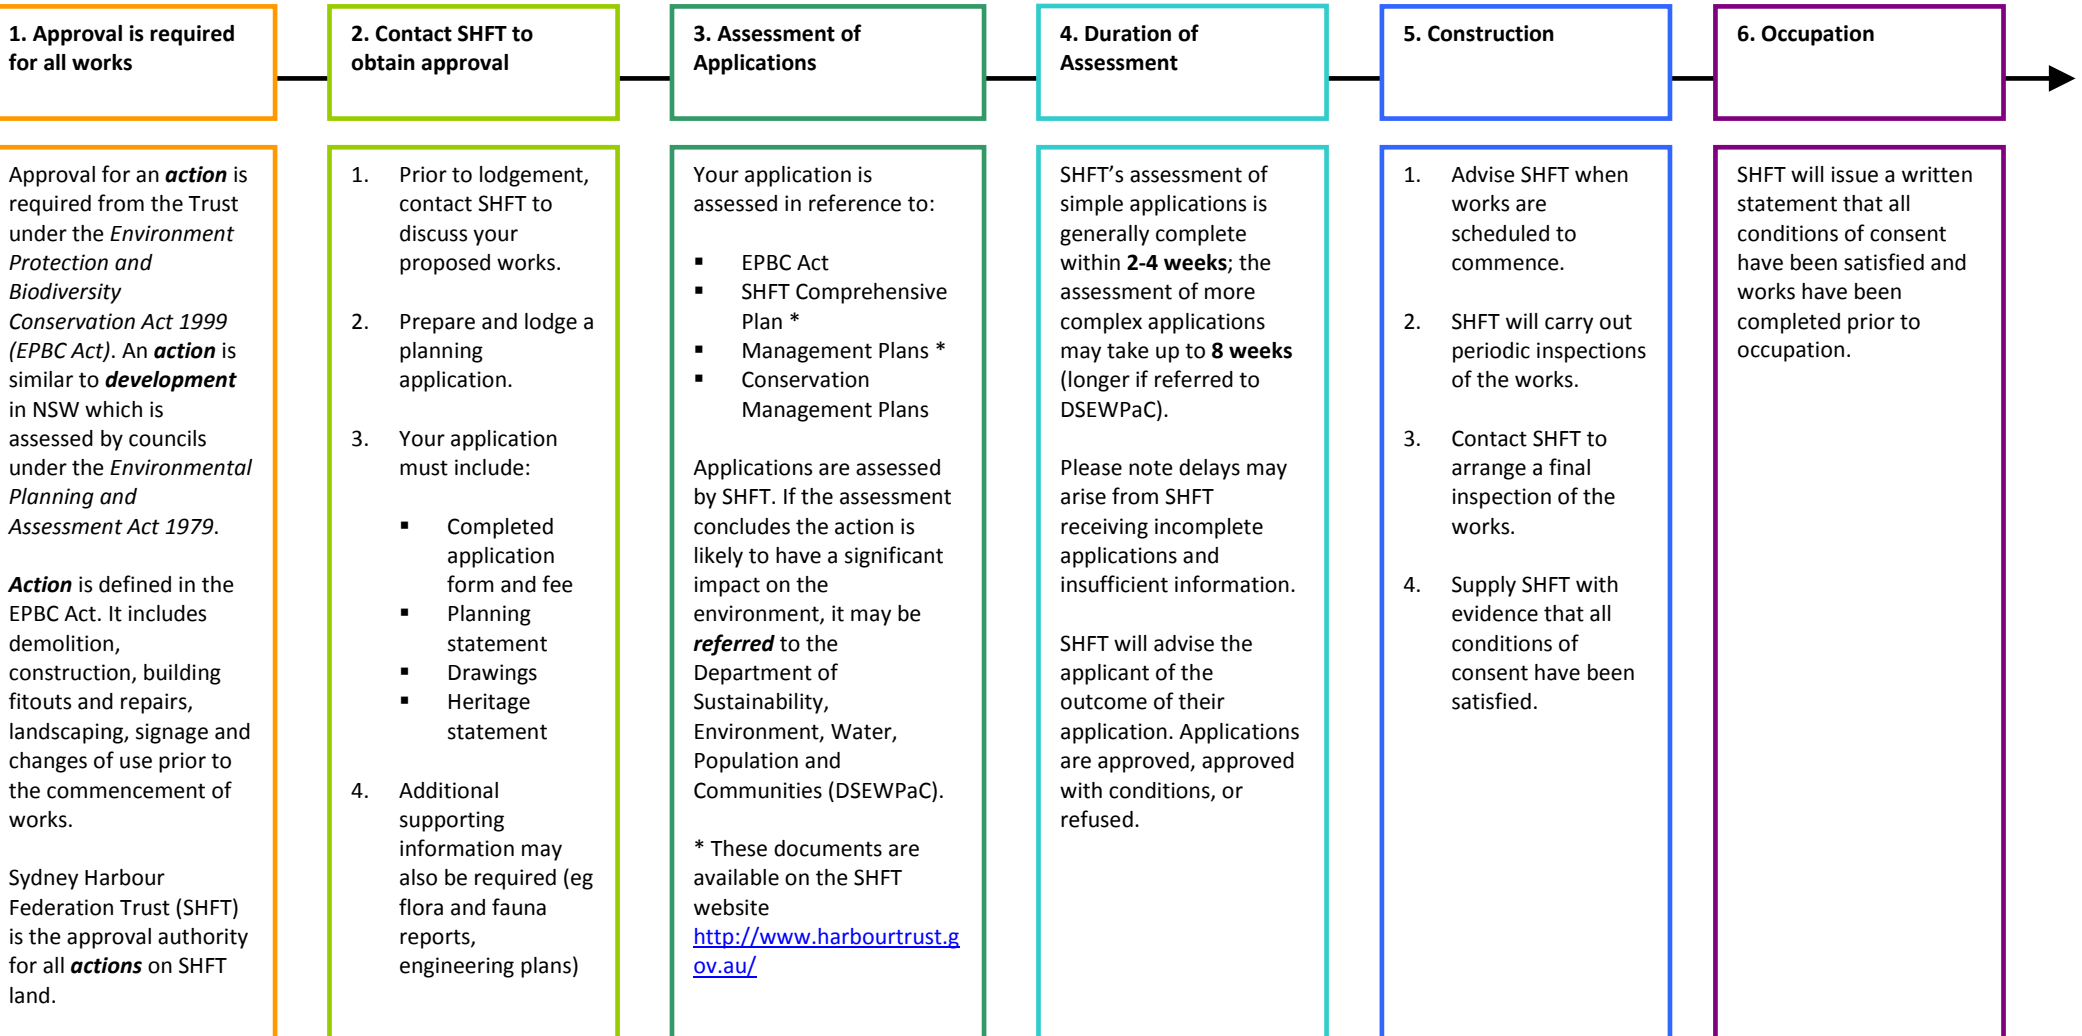 1. Approval is required
for all works
2. Contact SHFT to
obtain approval
3. Assessment of
Applications
4. Duration of
Assessment
5. Construction
6. Occupation
Approval for an action is
required from the Trust
under the Environment
Protection and
Biodiversity
Conservation Act 1999
(EPBC Act). An action is
similar to development
in NSW which is
assessed by councils
under the Environmental
Planning and
Assessment Act 1979.
Action is defined in the
EPBC Act. It includes
demolition,
construction, building
fitouts and repairs,
landscaping, signage and
changes of use prior to
the commencement of
works.
Sydney Harbour
Federation Trust (SHFT)
is the approval authority
for all actions on SHFT
land.
1. Prior to lodgement,
contact SHFT to
discuss your
proposed works.
2. Prepare and lodge a
planning
application.
3. Your application
must include:
▪ Completed
application
form and fee
▪ Planning
statement
▪ Drawings
▪ Heritage
statement
4. Additional
supporting
information may
also be required (eg
flora and fauna
reports,
engineering plans)
Your application is
assessed in reference to:
▪ EPBC Act
▪ SHFT Comprehensive
Plan *
▪ Management Plans *
▪ Conservation
Management Plans
Applications are assessed
by SHFT. If the assessment
concludes the action is
likely to have a significant
impact on the
environment, it may be
referred to the
Department of
Sustainability,
Environment, Water,
Population and
Communities (DSEWPaC).
* These documents are
available on the SHFT
website
http://www.harbourtrust.g
ov.au/
SHFT’s assessment of
simple applications is
generally complete
within 2-4 weeks; the
assessment of more
complex applications
may take up to 8 weeks
(longer if referred to
DSEWPaC).
Please note delays may
arise from SHFT
receiving incomplete
applications and
insufficient information.
SHFT will advise the
applicant of the
outcome of their
application. Applications
are approved, approved
with conditions, or
refused.
1. Advise SHFT when
works are
scheduled to
commence.
2. SHFT will carry out
periodic inspections
of the works.
3. Contact SHFT to
arrange a final
inspection of the
works.
4. Supply SHFT with
evidence that all
conditions of
consent have been
satisfied.
SHFT will issue a written
statement that all
conditions of consent
have been satisfied and
works have been
completed prior to
occupation.